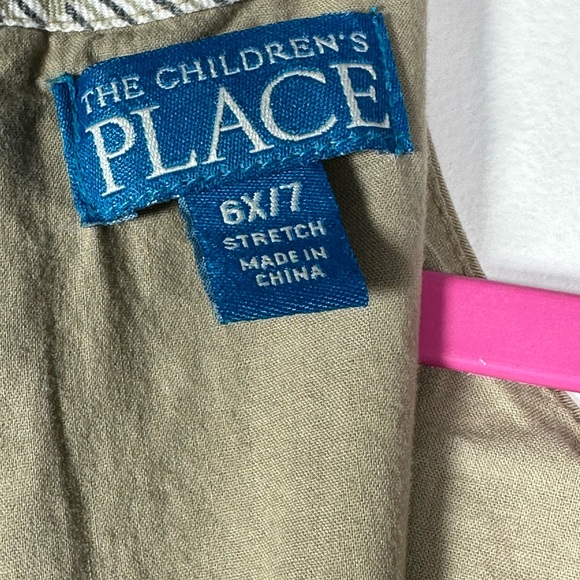 THE CHILDREN'S
PLACE
6X/7
STRETCH
MADE IN
CHINA